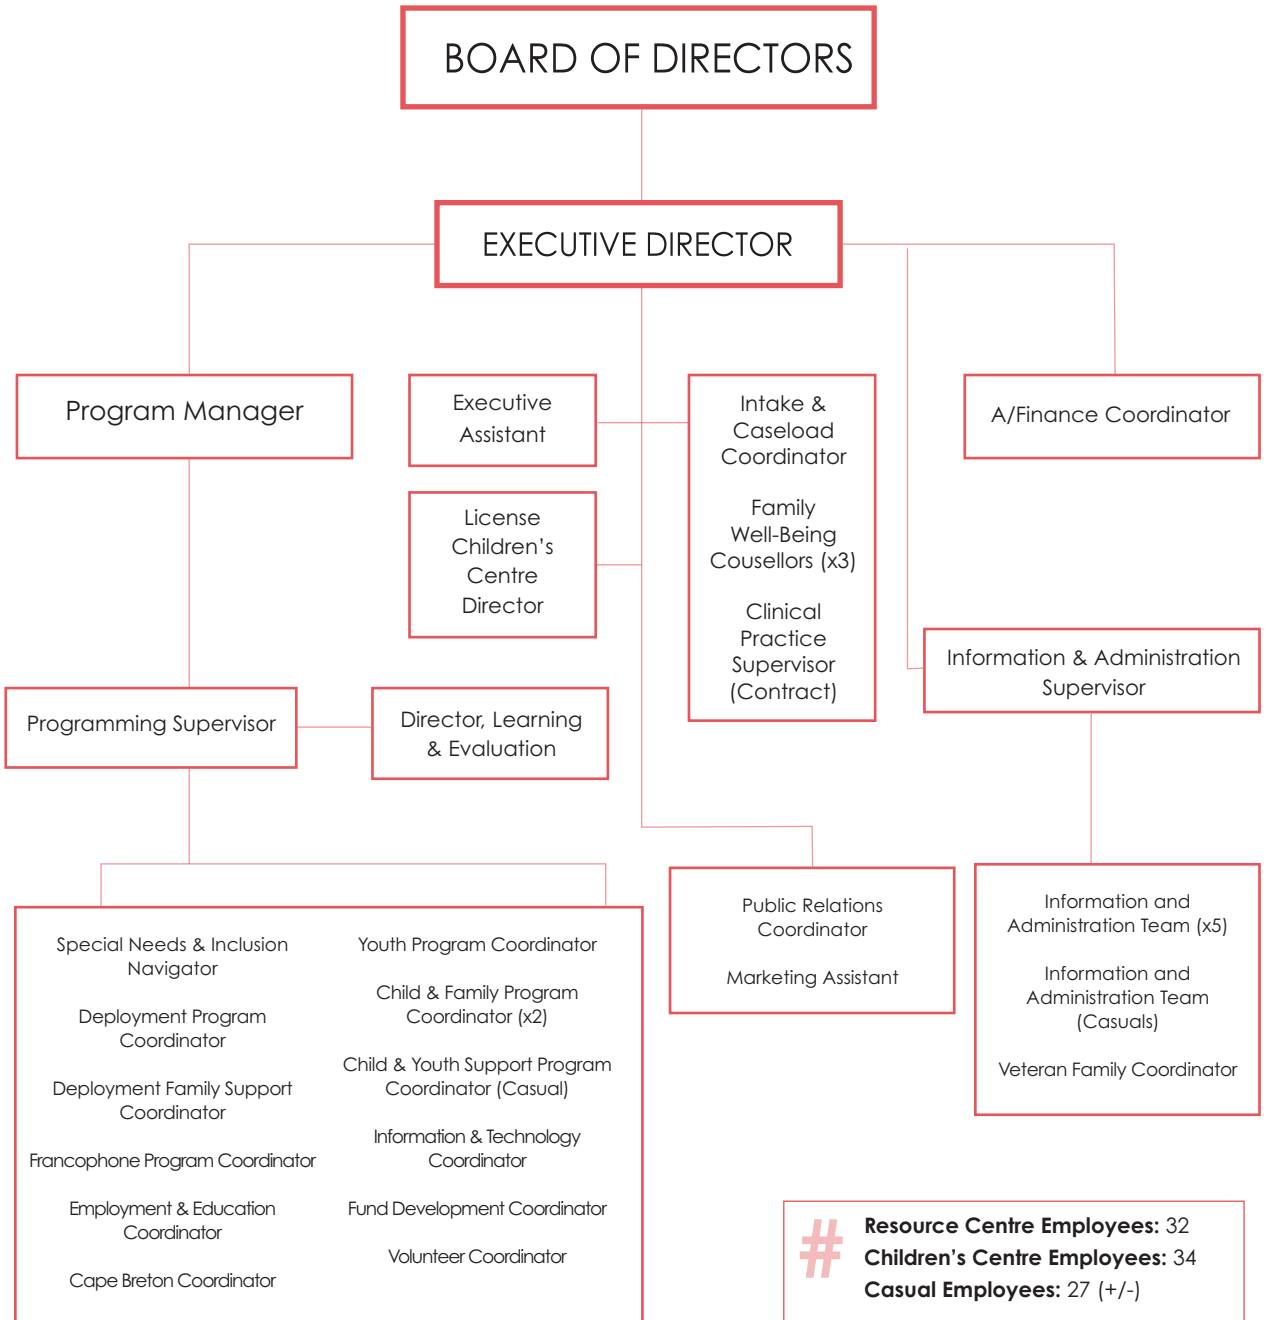 BOARD OF DIRECTORS
EXECUTIVE DIRECTOR
Program Manager
Executive
Assistant
Intake &
Caseload
Coordinator
Family
Well-Being
Cousellors (x3)
Clinical
Practice
Supervisor
(Contract)
A/Finance Coordinator
License
Children's
Centre
Director
Information & Administration
Supervisor
Programming Supervisor
Director, Learning
& Evaluation
Special Needs & Inclusion
Navigator
Deployment Program
Coordinator
Deployment Family Support
Coordinator
Francophone Program Coordinator
Employment & Education
Coordinator
Cape Breton Coordinator
Youth Program Coordinator
Child & Family Program
Coordinator (x2)
Child & Youth Support Program
Coordinator (Casual)
Information & Technology
Coordinator
Fund Development Coordinator
Volunteer Coordinator
Public Relations
Coordinator
Marketing Assistant
Information and
Administration Team (x5)
Information and
Administration Team
(Casuals)
Veteran Family Coordinator
#
Resource Centre Employees: 32
Children's Centre Employees: 34
Casual Employees: 27 (+/-)